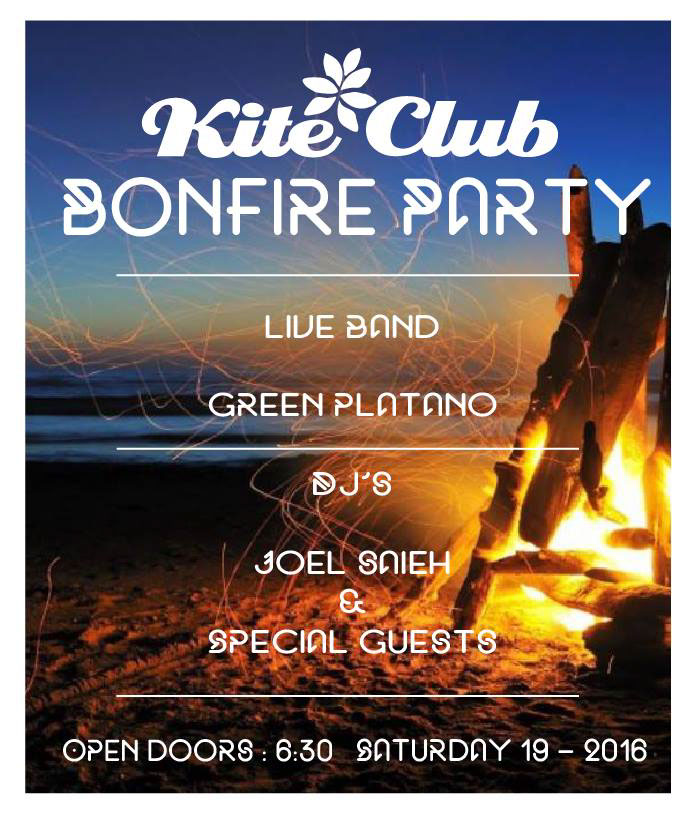 Kite Club
BONFIRE PARTY
LIVE BAND
GREEN PLATANO
DJ'S
JOEL SAIEH
&
SPECIAL GUESTS
OPEN DOORS : 6:30 SATURDAY 19 – 2016